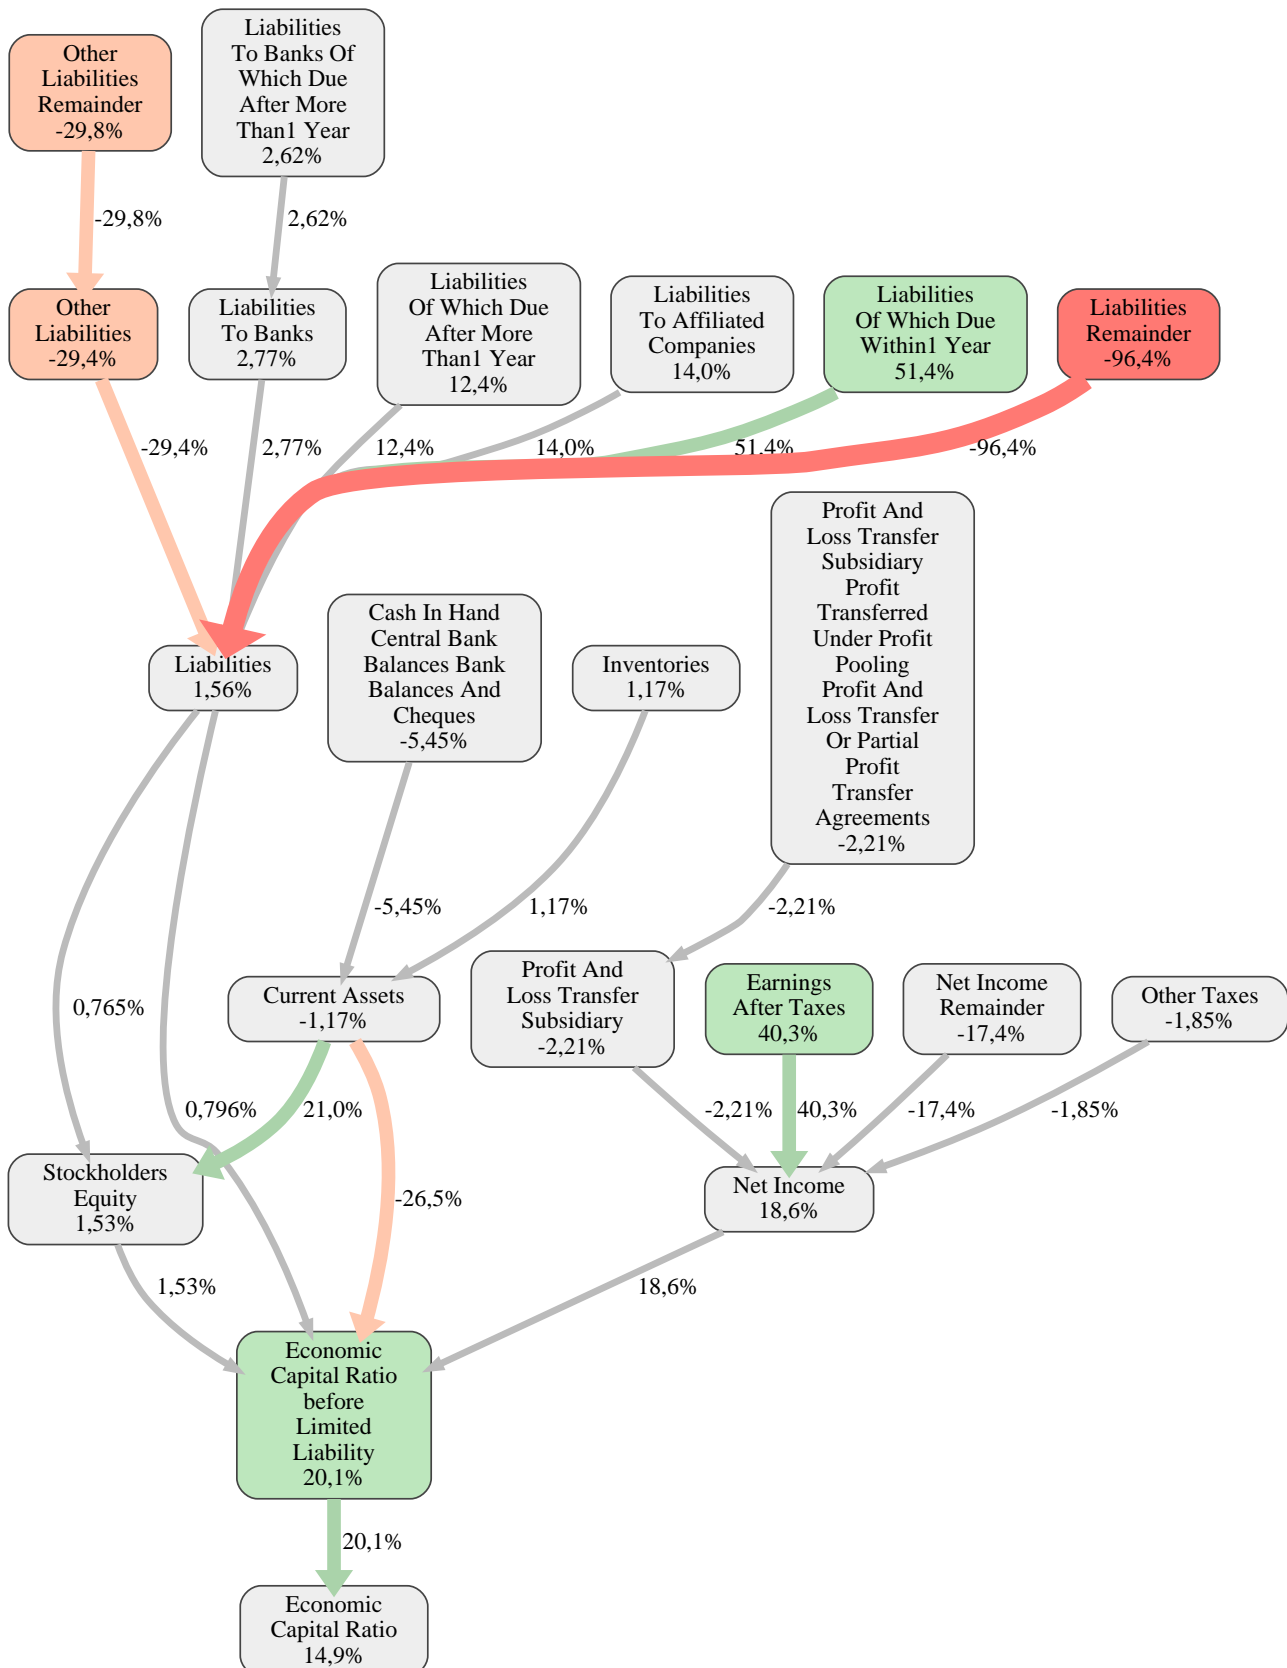 Other
Liabilities
Remainder
-29,8%
Liabilities
To Banks Of
Which Due
After More
Than1 Year
2,62%
-29,8%
2,62%
Other
Liabilities
-29,4%
Liabilities
To Banks
2,77%
Liabilities
Of Which Due
After More
Than1 Year
12,4%
Liabilities
To Affiliated
Companies
14,0%
Liabilities
Of Which Due
Within1 Year
51,4%
Liabilities
Remainder
-96,4%
-29,4%
2,77%
12,4%
14,0%
51,4%
-96,4%
Profit And
Loss Transfer
Subsidiary
Profit
Transferred
Under Profit
Pooling
Profit And
Loss Transfer
Or Partial
Profit
Transfer
Agreements
-2,21%
Cash In Hand
Central Bank
Balances Bank
Balances And
Cheques
-5,45%
Liabilities
1,56%
Inventories
1,17%
-5,45%
1,17%
-2,21%
0,765%
Current Assets
-1,17%
Profit And
Loss Transfer
Subsidiary
-2,21%
Earnings
After Taxes
40,3%
Net Income
Remainder
-17,4%
Other Taxes
-1,85%
0,796%
21,0%
-2,21%
40,3%
-17,4%
-1,85%
Stockholders
Equity
1,53%
-26,5%
Net Income
18,6%
1,53%
18,6%
Economic
Capital Ratio
before
Limited
Liability
20,1%
20,1%
Economic
Capital Ratio
14,9%